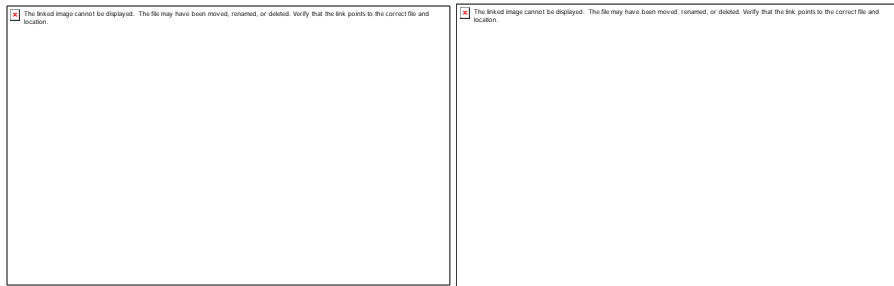 The linked image cannot be displayed. The file may have been moved, renamed, or deleted. Verify that the link points to the correct file and
location.
The linked image cannot be displayed. The file may have been moved, renamed, or deleted. Verify that the link points to the correct file and
location.